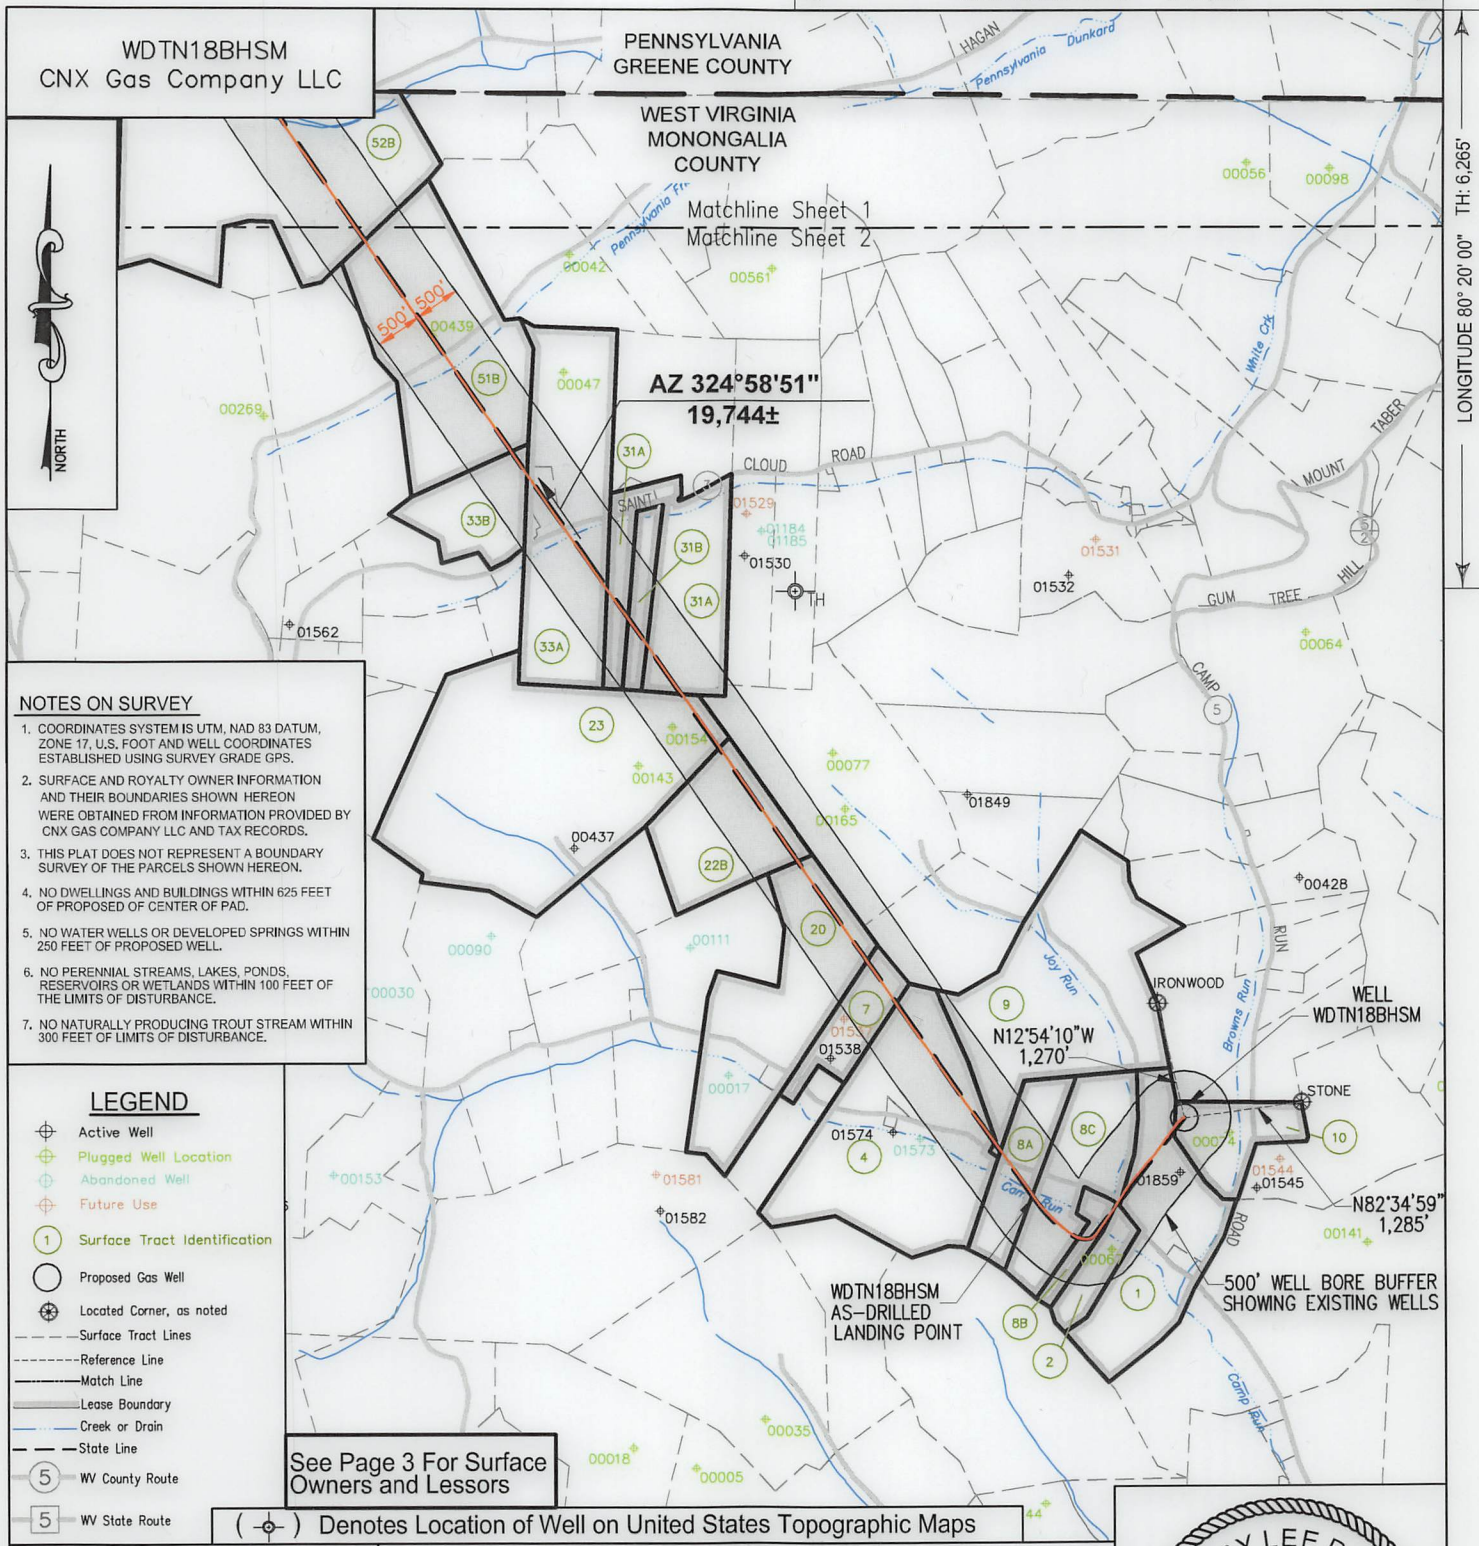 WDTN18BHSM
CNX Gas Company LLC
PENNSYLVANIA
GREENE COUNTY
HAGAN
Pennsylvania
Dunkard
WEST VIRGINIA
MONONGALIA
COUNTY
Matchline Sheet 1
Matchline Sheet 2
Pennsylvania
LONGITUDE 80° 20' 00" TH: 6,265'
NORTH
52B
00056
00098
00042
00561
500'
500'
00439
51B
00047
00269
AZ 324°58'51"
19,744±
White Crk
31A
CLOUD
ROAD
SAINT
3
MOUNT
TABER
01529
01184
01185
33B
31B
01530
01531
01532
TH
31A
HILL
GUM
TREE
01562
33A
00064
CAMP
5
NOTES ON SURVEY
1. COORDINATES SYSTEM IS UTM, NAD 83 DATUM,
ZONE 17, U.S. FOOT AND WELL COORDINATES
ESTABLISHED USING SURVEY GRADE GPS.
2. SURFACE AND ROYALTY OWNER INFORMATION
AND THEIR BOUNDARIES SHOWN HEREON
WERE OBTAINED FROM INFORMATION PROVIDED BY
CNX GAS COMPANY LLC AND TAX RECORDS.
3. THIS PLAT DOES NOT REPRESENT A BOUNDARY
SURVEY OF THE PARCELS SHOWN HEREON.
4. NO DWELLINGS AND BUILDINGS WITHIN 625 FEET
OF PROPOSED OF CENTER OF PAD.
5. NO WATER WELLS OR DEVELOPED SPRINGS WITHIN
250 FEET OF PROPOSED WELL.
6. NO PERENNIAL STREAMS, LAKES, PONDS,
RESERVOIRS OR WETLANDS WITHIN 100 FEET OF
THE LIMITS OF DISTURBANCE.
7. NO NATURALLY PRODUCING TROUT STREAM WITHIN
300 FEET OF LIMITS OF DISTURBANCE.
23
00154
00143
00077
00165
01849
00437
22B
00428
20
00090
00111
00030
RUN
Joy Run
IRONWOOD
9
7
WELL
WDTN18BHSM
N12°54'10"W
1,270'
Browns Run
01538
00017
STONE
LEGEND
Active Well
Plugged Well Location
Abandoned Well
Future Use
1 Surface Tract Identification
Proposed Gas Well
Located Corner, as noted
Surface Tract Lines
Reference Line
Match Line
Lease Boundary
Creek or Drain
State Line
5 WV County Route
5 WV State Route
01574
01573
4
8A
8C
10
00153
01581
01582
01859
01544
01545
Run
N82°34'59"
1,285'
00141
ROAD
WDTN18BHSM
AS-DRILLED
LANDING POINT
8B
2
1
500' WELL BORE BUFFER
SHOWING EXISTING WELLS
Camp Run
00035
00018
00005
44
See Page 3 For Surface
Owners and Lessors
( ) Denotes Location of Well on United States Topographic Maps
LEE